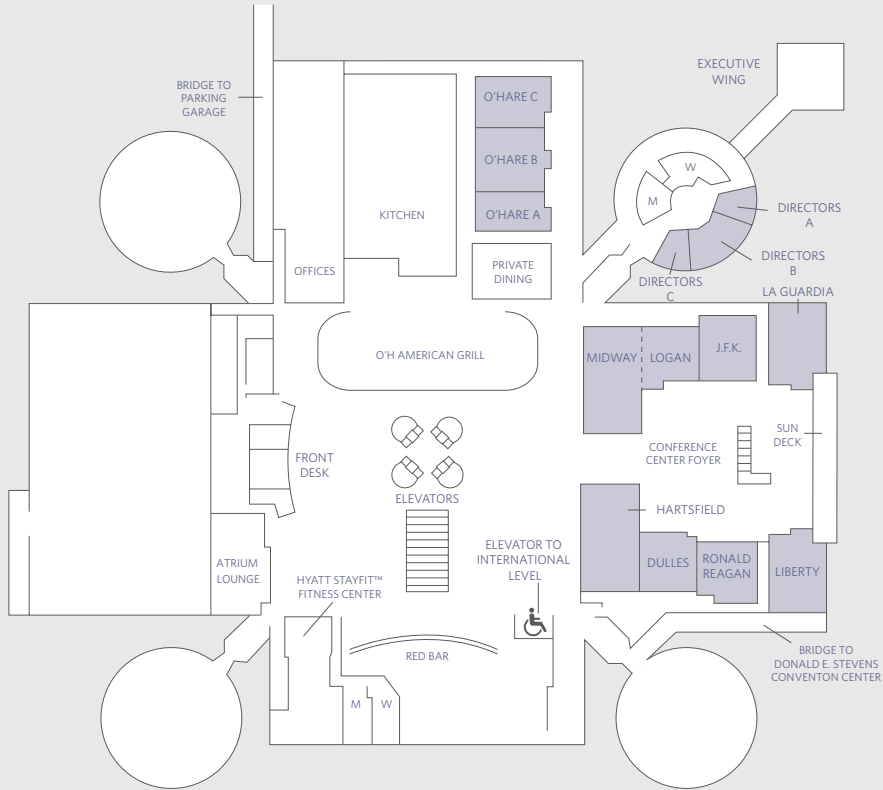 EXECUTIVE
WING
BRIDGE TO
PARKING
GARAGE
O'HARE C
O'HARE B
O'HARE A
KITCHEN
OFFICES
PRIVATE
DINING
W
M
DIRECTORS
A
DIRECTORS
B
DIRECTORS
C
LA GUARDIA
O'H AMERICAN GRILL
MIDWAY
LOGAN
J.F.K.
SUN
DECK
CONFERENCE
CENTER FOYER
FRONT
DESK
ELEVATORS
HARTSFIELD
ELEVATOR TO
INTERNATIONAL
LEVEL
DULLES
RONALD
REAGAN
LIBERTY
ATRIUM
LOUNGE
HYATT STAYFIT™
FITNESS CENTER
RED BAR
M
W
BRIDGE TO
DONALD E. STEVENS
CONVENTON CENTER